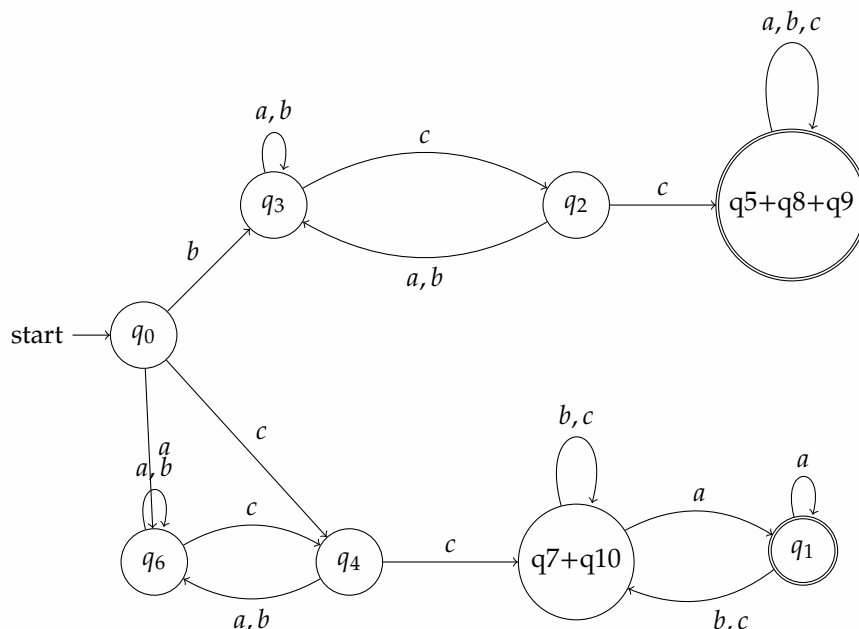 a, b, c
a, b
c
q3
q2
c
q5+q8+q9
b
a, b
start
q0
c
b, c
a
a, b
a
a
c
q6
q4
c
q7+q10
q1
a, b
b, c